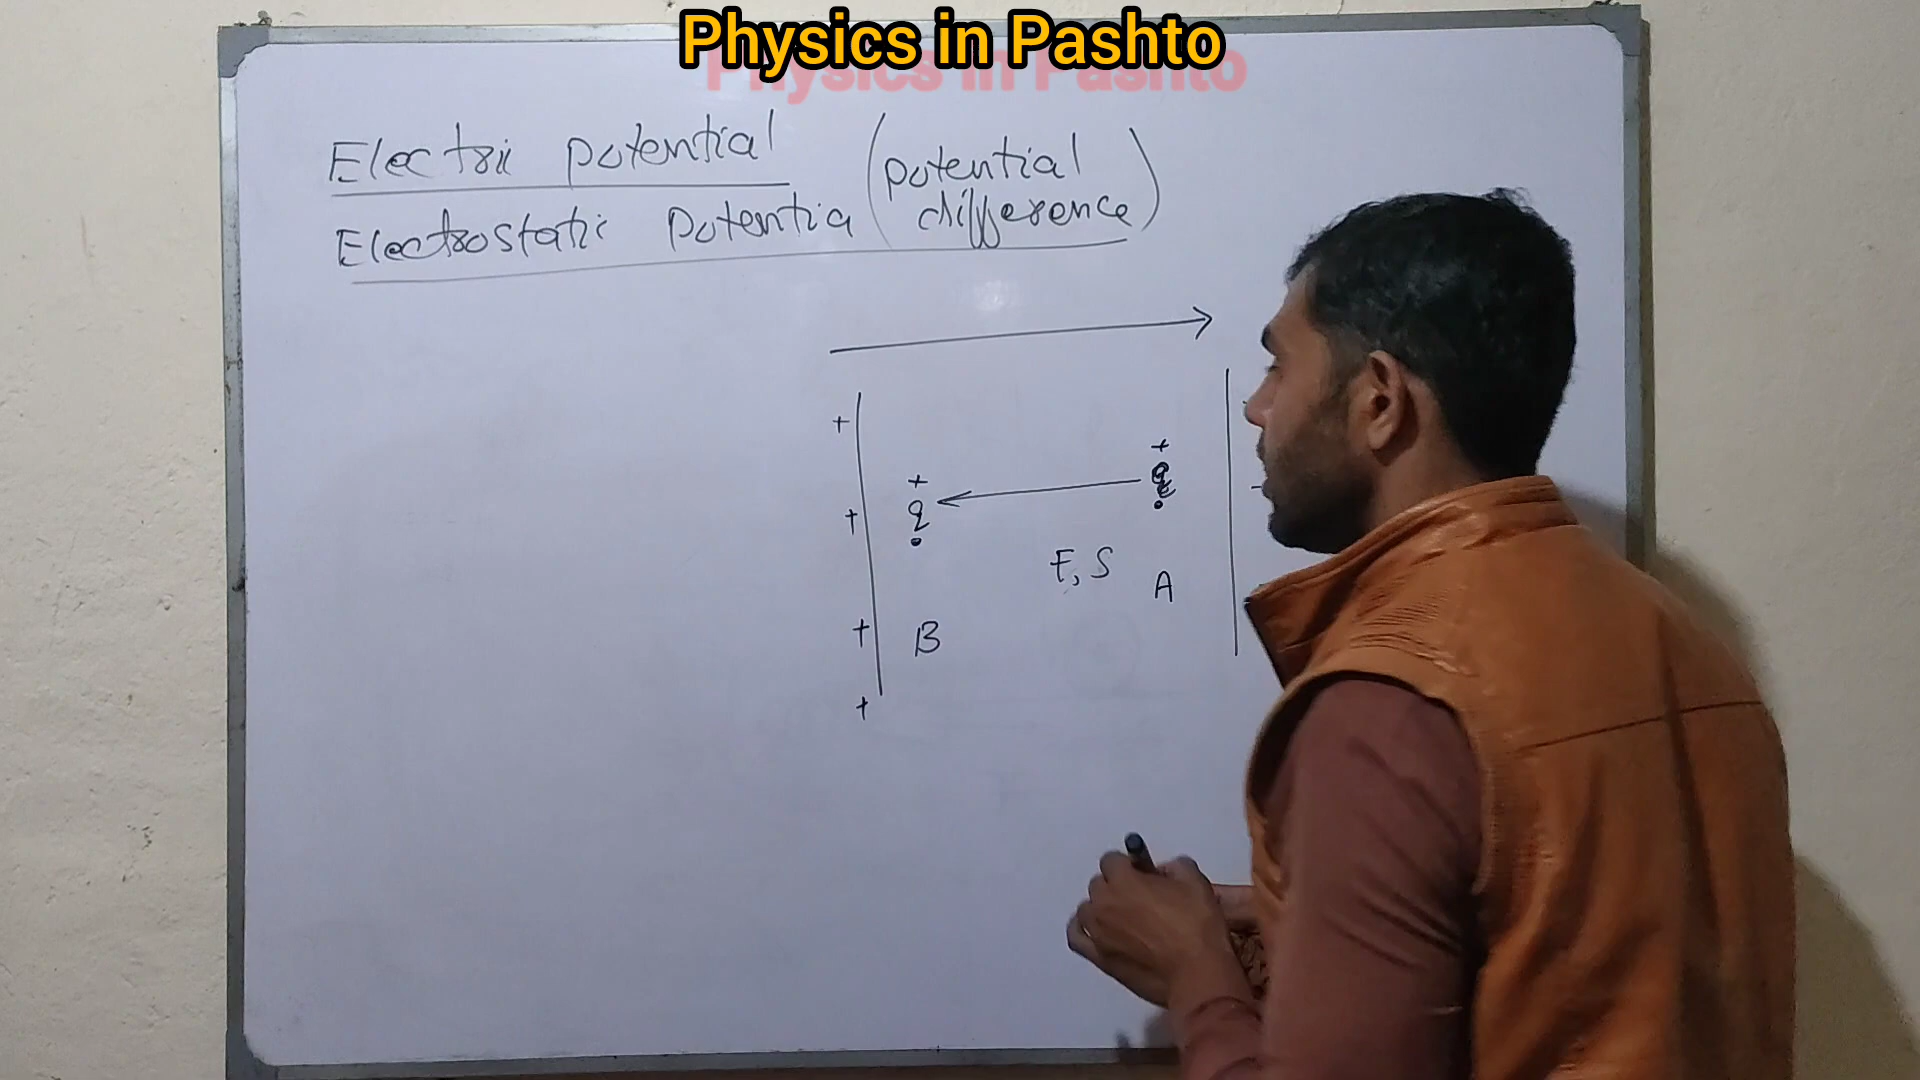 Physics in Pashto
Electric potential
Electrostatic Potentia (potential difference)
+
+
+
+
+
q
+
q
E, S
A
B